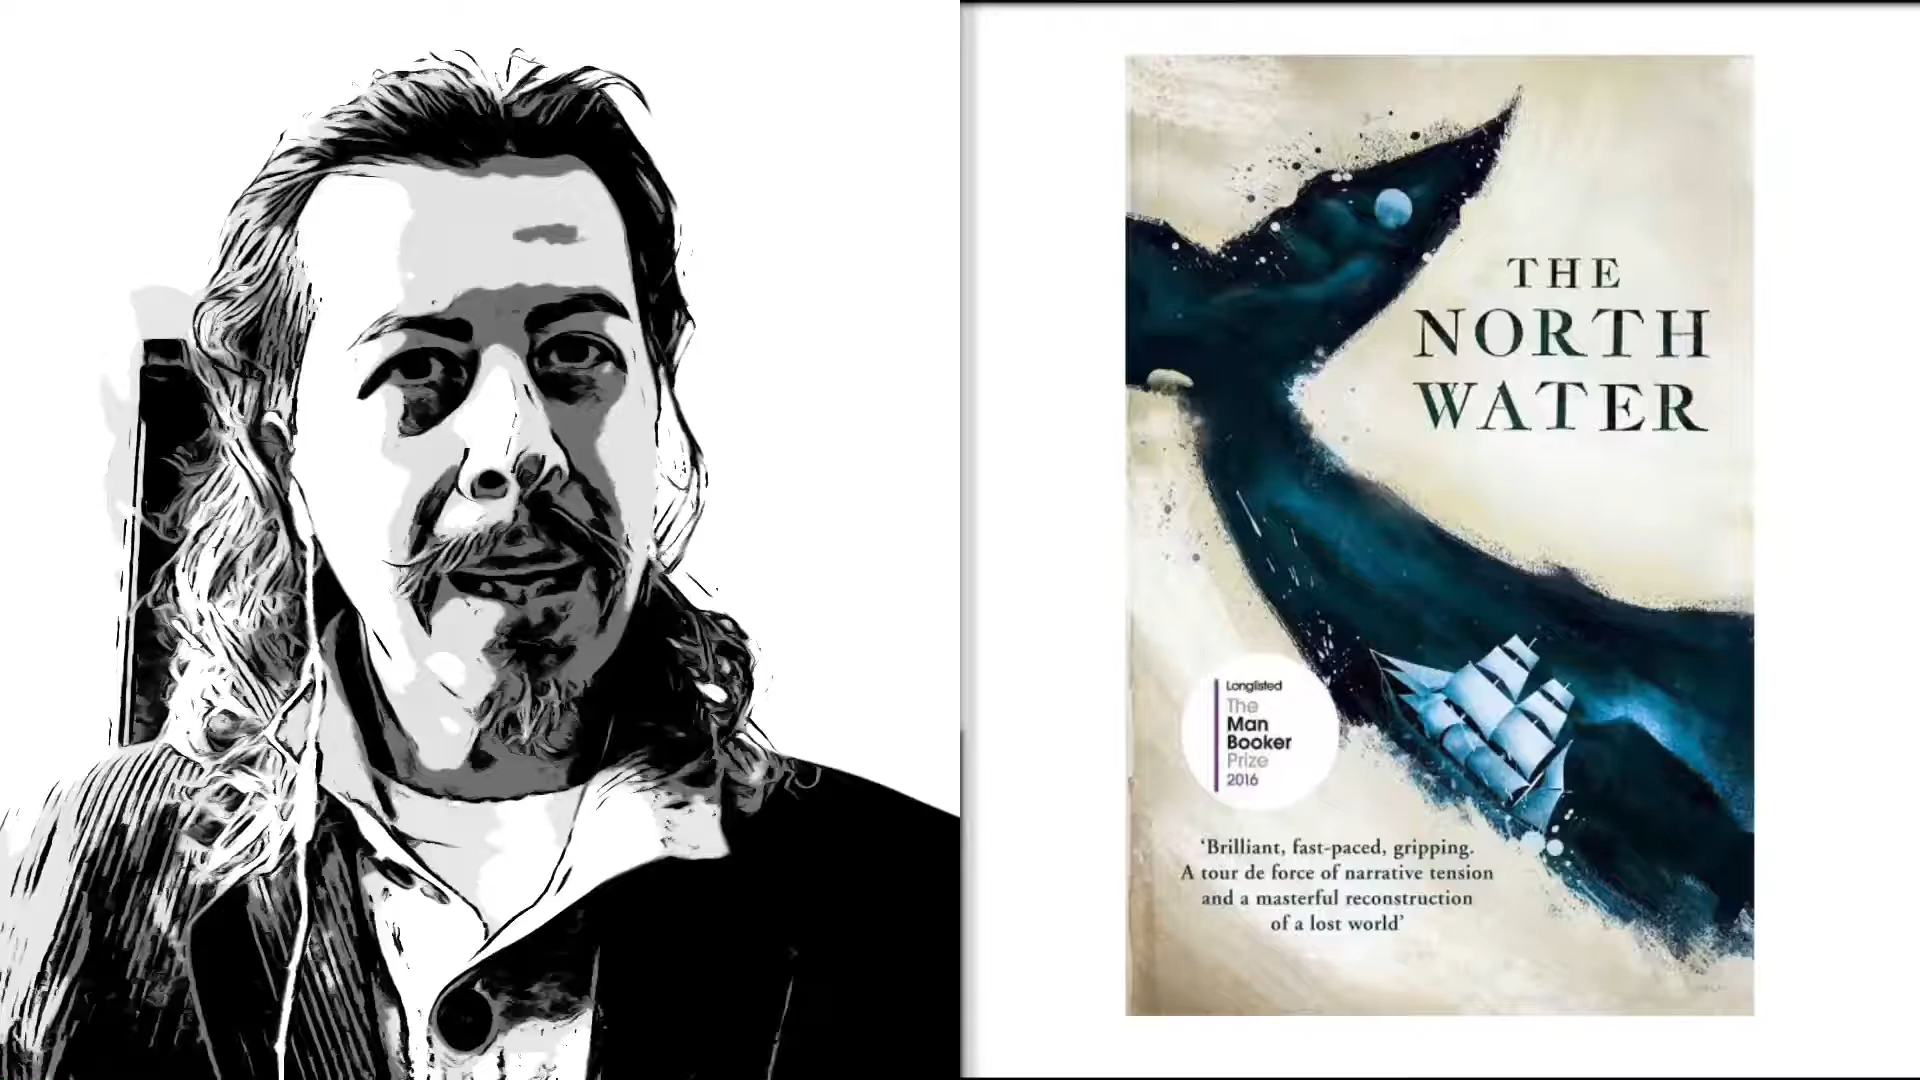 THE
NORTH
WATER
Longlisted
The
Man
Booker
Prize
2016
‘Brilliant, fast-paced, gripping.
A tour de force of narrative tension
and a masterful reconstruction
of a lost world’